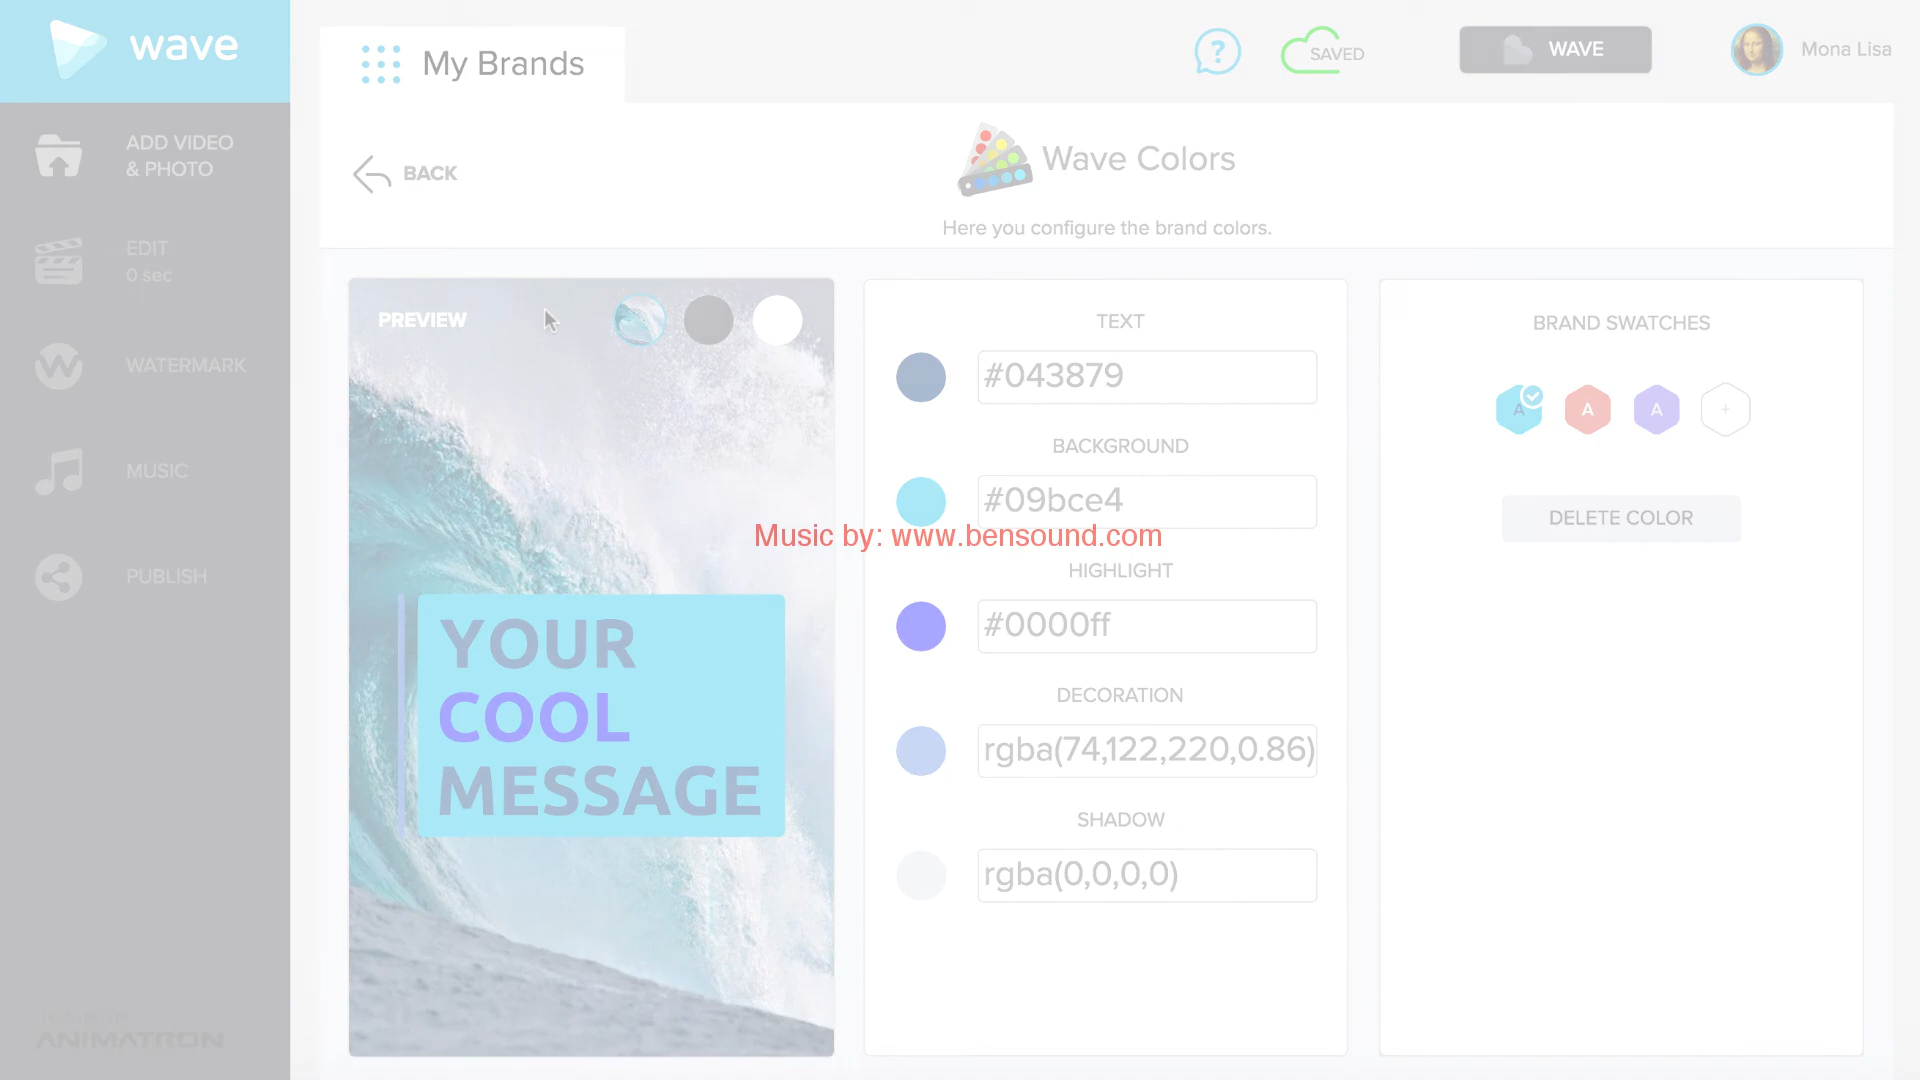 wave
My Brands
?
SAVED
WAVE
Mona Lisa
ADD VIDEO
& PHOTO
EDIT
0 sec
WATERMARK
MUSIC
PUBLISH
ANIMATRON
BACK
Wave Colors
Here you configure the brand colors.
PREVIEW
YOUR
COOL
MESSAGE
TEXT
#043879
BACKGROUND
#09bce4
Music by: www.bensound.com
HIGHLIGHT
#0000ff
DECORATION
rgba(74,122,220,0.86)
SHADOW
rgba(0,0,0,0)
BRAND SWATCHES
A A A +
DELETE COLOR